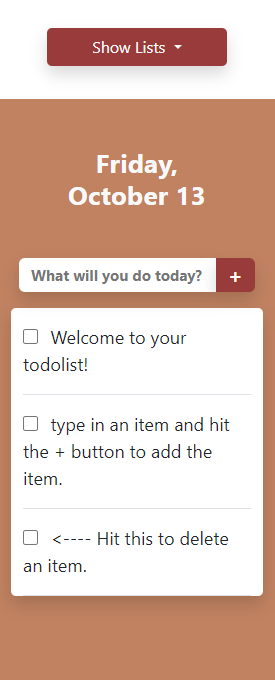 Show Lists
Friday,
October 13
What will you do today?
+
Welcome to your
todolist!
type in an item and hit
the + button to add the
item.
<---- Hit this to delete
an item.